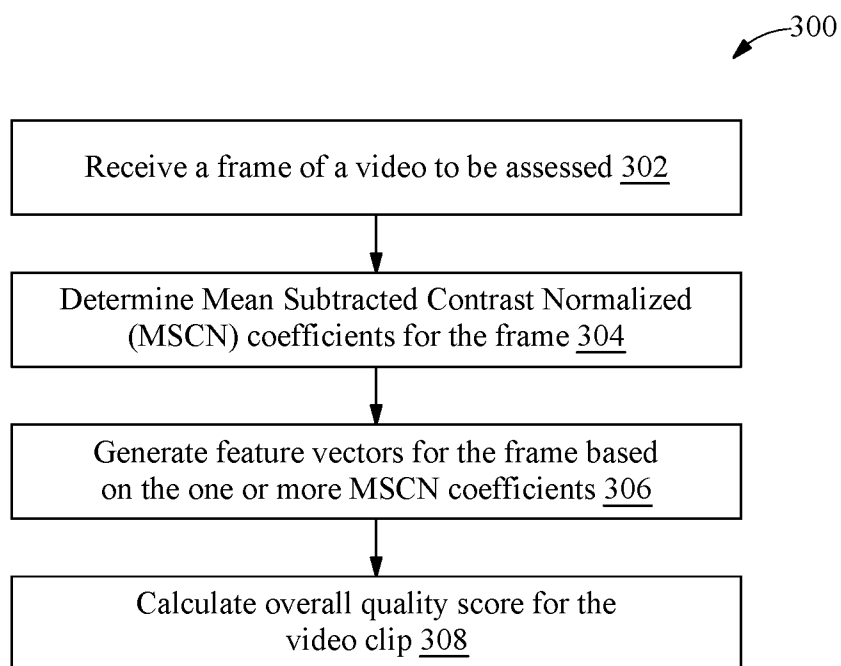 300
Receive a frame of a video to be assessed 302
Determine Mean Subtracted Contrast Normalized
(MSCN) coefficients for the frame 304
Generate feature vectors for the frame based
on the one or more MSCN coefficients 306
Calculate overall quality score for the
video clip 308